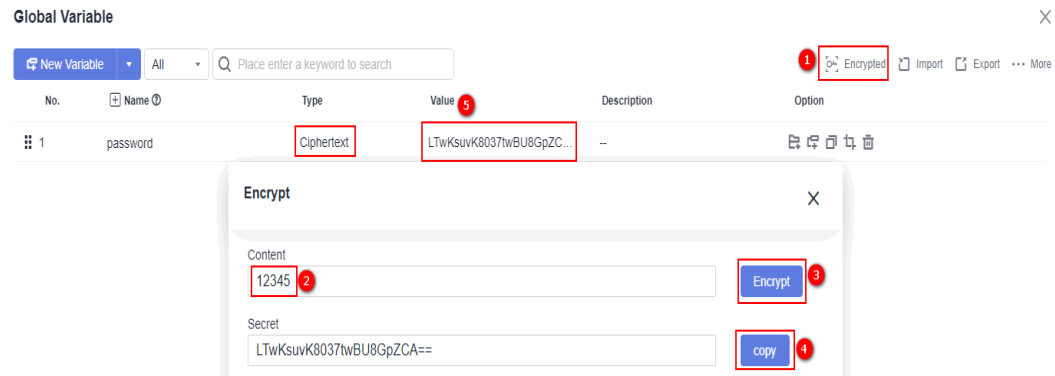 Global Variable
New Variable All Place enter a keyword to search 1 Encrypted Import Export ••• More
No. Name Type Value 5 Description Option
1 password Ciphertext LTwKsuvK8037twBU8GpZC... --
Encrypt
Content
12345 2 Encrypt 3
Secret
LTwKsuvK8037twBU8GpZCA== copy 4